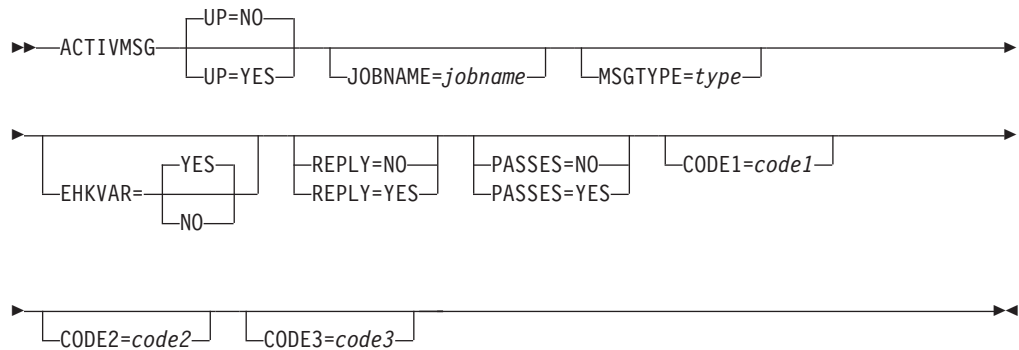 UP=NO
ACTIVMSG
UP=YES JOBNAME=jobname MSGTYPE=type
YES REPLY=NO PASSES=NO CODE1=code1
EHKVAR= REPLY=YES PASSES=YES
NO
CODE2=code2 CODE3=code3